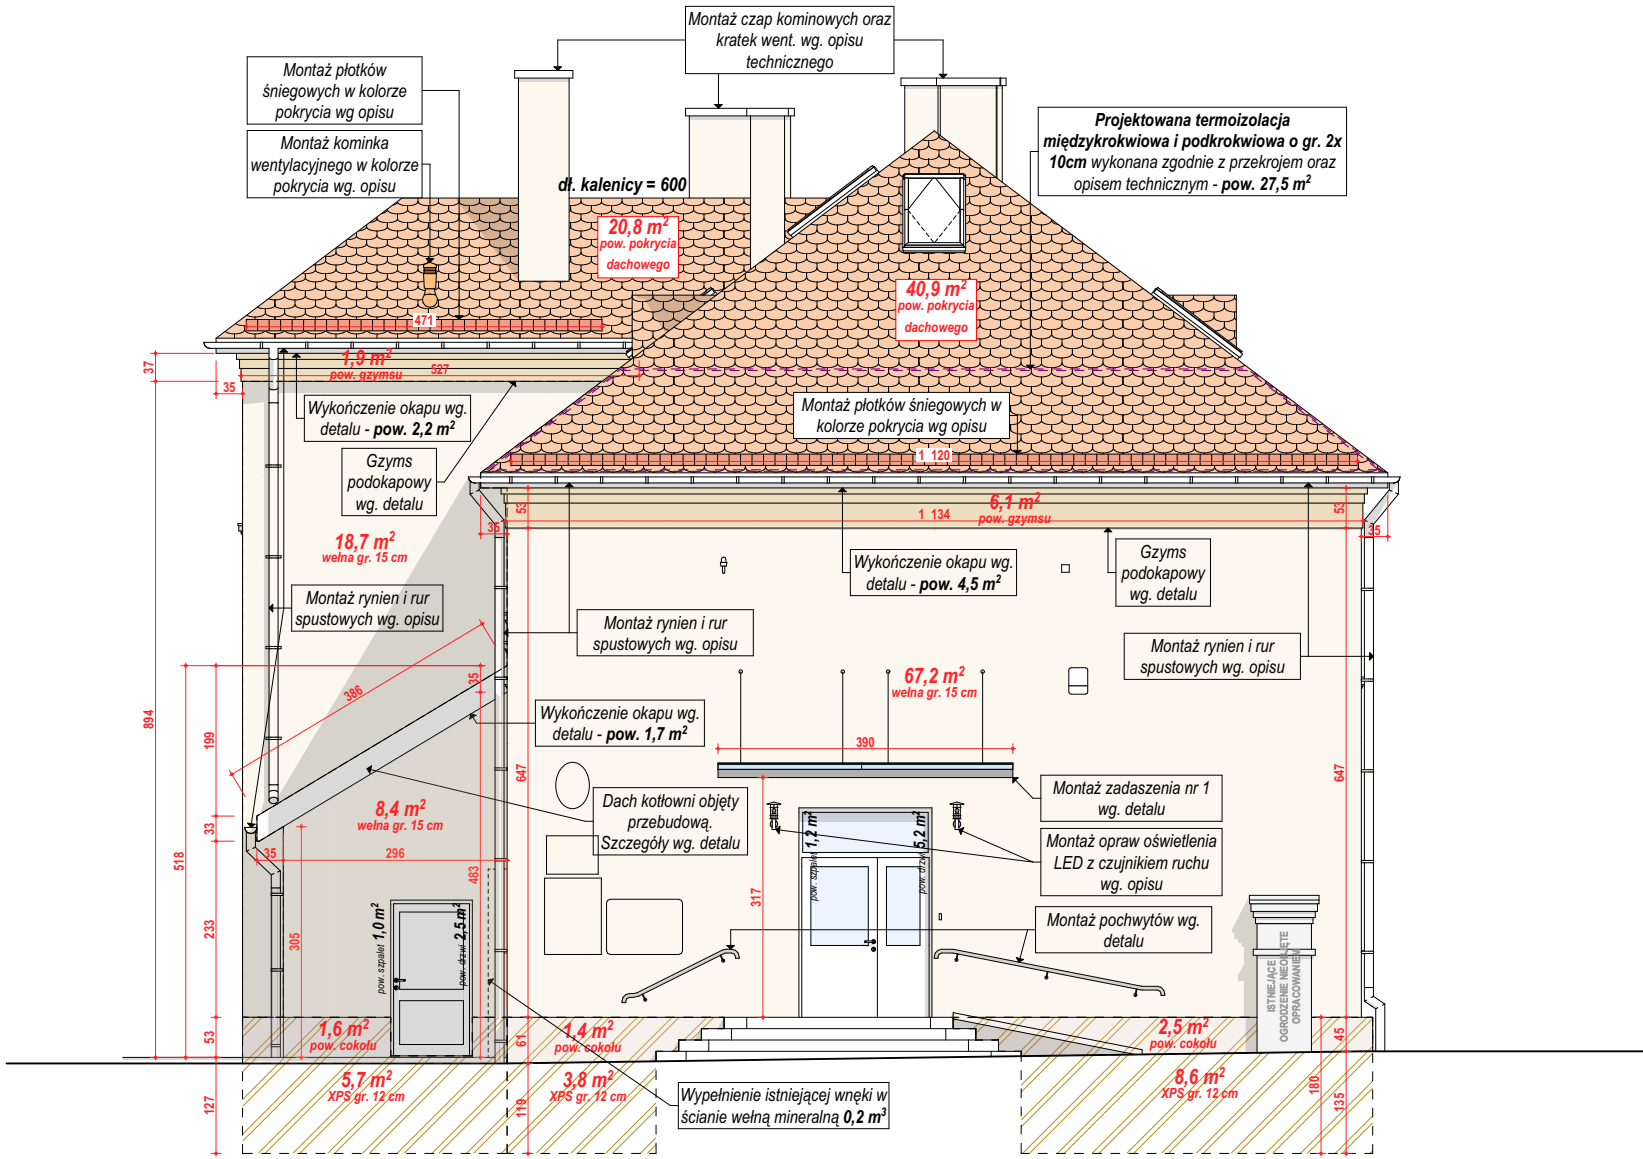 Montaż czap kominowych oraz
kratek went. wg. opisu
technicznego
Montaż płotków
śniegowych w kolorze
pokrycia wg opisu
Montaż kominka
wentylacyjnego w kolorze
pokrycia wg. opisu
Projektowana termoizolacja
międzykrokwiowa i podkrokwiowa o gr. 2x
10cm wykonana zgodnie z przekrojem oraz
opisem technicznym - pow. 27,5 m²
dł. kalenicy = 600
20,8 m²
pow. pokrycia
dachowego
40,9 m²
pow. pokrycia
dachowego
471
1,9 m²
pow. gzymsu
527
37
35
Wykończenie okapu wg.
detalu - pow. 2,2 m²
Montaż płotków śniegowych w
kolorze pokrycia wg opisu
1 120
Gzyms
podokapowy
wg. detalu
53
6,1 m²
pow. gzymsu
1 134
53
35
35
18,7 m²
wełna gr. 15 cm
Wykończenie okapu wg.
detalu - pow. 4,5 m²
Gzyms
podokapowy
wg. detalu
Montaż rynien i rur
spustowych wg. opisu
Montaż rynien i rur
spustowych wg. opisu
Montaż rynien i rur
spustowych wg. opisu
386
35
67,2 m²
wełna gr. 15 cm
894
199
Wykończenie okapu wg.
detalu - pow. 1,7 m²
390
647
647
Montaż zadaszenia nr 1
wg. detalu
8,4 m²
wełna gr. 15 cm
Dach kotłowni objęty
przebudową.
Szczegóły wg. detalu
33
518
35
296
483
pow. szpalet 1,2 m²
pow. drzwi 5,2 m²
Montaż opraw oświetlenia
LED z czujnikiem ruchu
wg. opisu
317
233
305
pow. szpalet 1,0 m²
pow. drzwi 2,5 m²
Montaż pochwytów wg.
detalu
ISTNIEJĄCE
OGRODZENIE NIEOBJĘTE
OPRACOWANIEM
53
1,6 m²
pow. cokołu
61
1,4 m²
pow. cokołu
2,5 m²
pow. cokołu
45
127
5,7 m²
XPS gr. 12 cm
119
3,8 m²
XPS gr. 12 cm
Wypełnienie istniejącej wnęki w
ścianie wełną mineralną 0,2 m³
8,6 m²
XPS gr. 12 cm
180
135